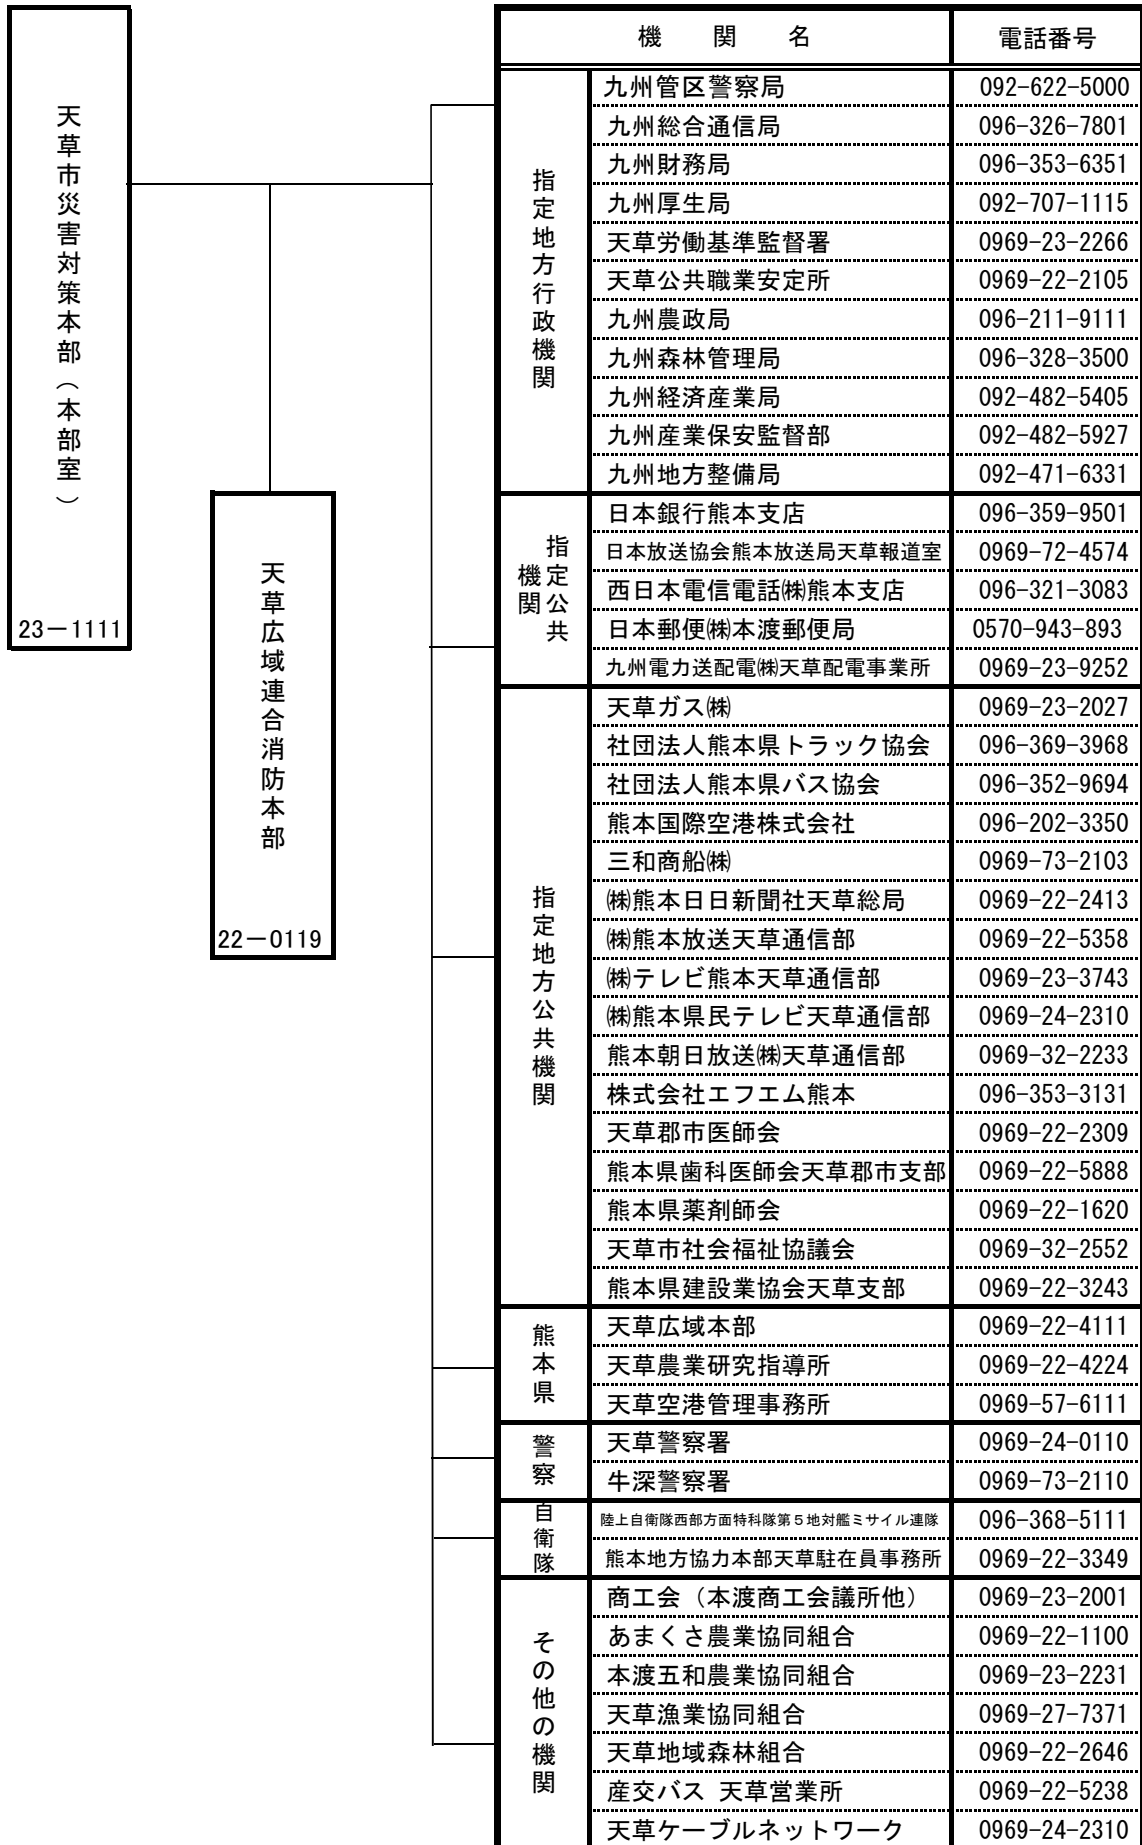 天草市災害対策本部（本部室）
23－1111
天草広域連合消防本部
22－0119
機　関　名　電話番号
指定地方行政機関
九州管区警察局　092-622-5000
九州総合通信局　096-326-7801
九州財務局　096-353-6351
九州厚生局　092-707-1115
天草労働基準監督署　0969-23-2266
天草公共職業安定所　0969-22-2105
九州農政局　096-211-9111
九州森林管理局　096-328-3500
九州経済産業局　092-482-5405
九州産業保安監督部　092-482-5927
九州地方整備局　092-471-6331
指定公共
機関
日本銀行熊本支店　096-359-9501
日本放送協会熊本放送局天草報道室　0969-72-4574
西日本電信電話㈱熊本支店　096-321-3083
日本郵便㈱本渡郵便局　0570-943-893
九州電力送配電㈱天草配電事業所　0969-23-9252
指定地方公共機関
天草ガス㈱　0969-23-2027
社団法人熊本県トラック協会　096-369-3968
社団法人熊本県バス協会　096-352-9694
熊本国際空港株式会社　096-202-3350
三和商船㈱　0969-73-2103
㈱熊本日日新聞社天草総局　0969-22-2413
㈱熊本放送天草通信部　0969-22-5358
㈱テレビ熊本天草通信部　0969-23-3743
㈱熊本県民テレビ天草通信部　0969-24-2310
熊本朝日放送㈱天草通信部　0969-32-2233
株式会社エフエム熊本　096-353-3131
天草郡市医師会　0969-22-2309
熊本県歯科医師会天草郡市支部　0969-22-5888
熊本県薬剤師会　0969-22-1620
天草市社会福祉協議会　0969-32-2552
熊本県建設業協会天草支部　0969-22-3243
熊本県
天草広域本部　0969-22-4111
天草農業研究指導所　0969-22-4224
天草空港管理事務所　0969-57-6111
警察
天草警察署　0969-24-0110
牛深警察署　0969-73-2110
自衛隊
陸上自衛隊西部方面特科隊第５地対艦ミサイル連隊　096-368-5111
熊本地方協力本部天草駐在員事務所　0969-22-3349
その他の機関
商工会（本渡商工会議所他）　0969-23-2001
あまくさ農業協同組合　0969-22-1100
本渡五和農業協同組合　0969-23-2231
天草漁業協同組合　0969-27-7371
天草地域森林組合　0969-22-2646
産交バス 天草営業所　0969-22-5238
天草ケーブルネットワーク　0969-24-2310